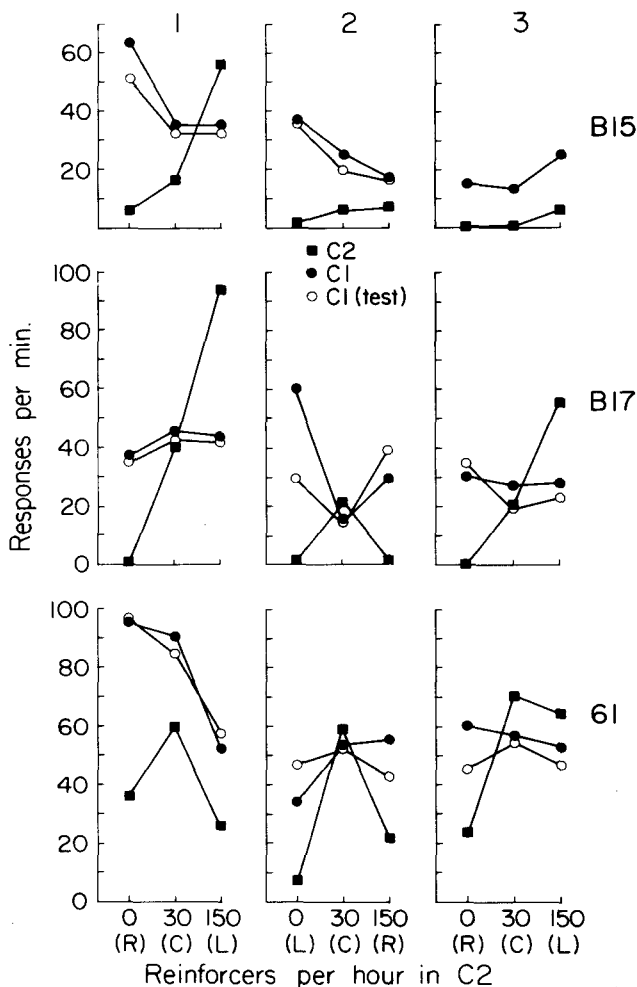 1 2 3
60
40
20
B15
C2
C1
C1 (test)
100
80
60
40
20
0
B17
Responses per min.
100
80
60
40
20
0
61
0 30 150 0 30 150 0 30 150
(R) (C) (L) (L) (C) (R) (R) (C) (L)
Reinforcers per hour in C2